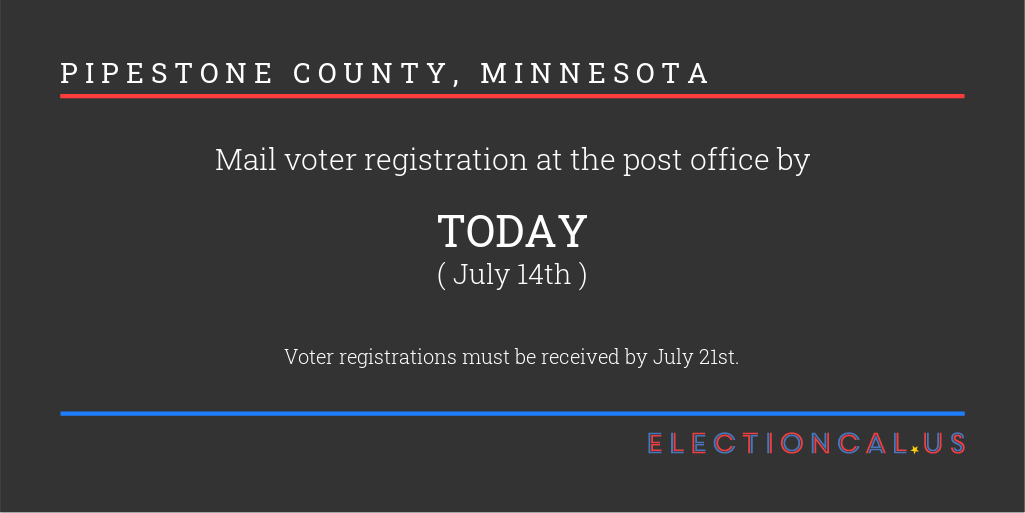 PIPESTONE COUNTY, MINNESOTA
Mail voter registration at the post office by
TODAY
( July 14th )
Voter registrations must be received by July 21st.
ELECTIONCAL.US